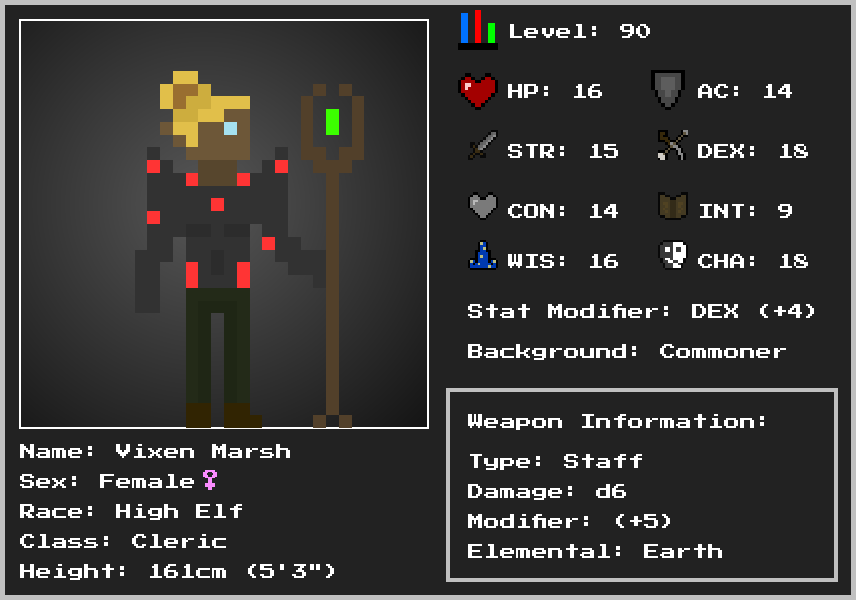 Level: 90
HP: 16
AC: 14
STR: 15
DEX: 18
CON: 14
INT: 9
WIS: 16
CHA: 18
Stat Modifier: DEX (+4)
Background: Commoner
Weapon Information:
Type: Staff
Damage: d6
Modifier: (+5)
Elemental: Earth
Name: Vixen Marsh
Sex: Female♀
Race: High Elf
Class: Cleric
Height: 161cm (5'3")